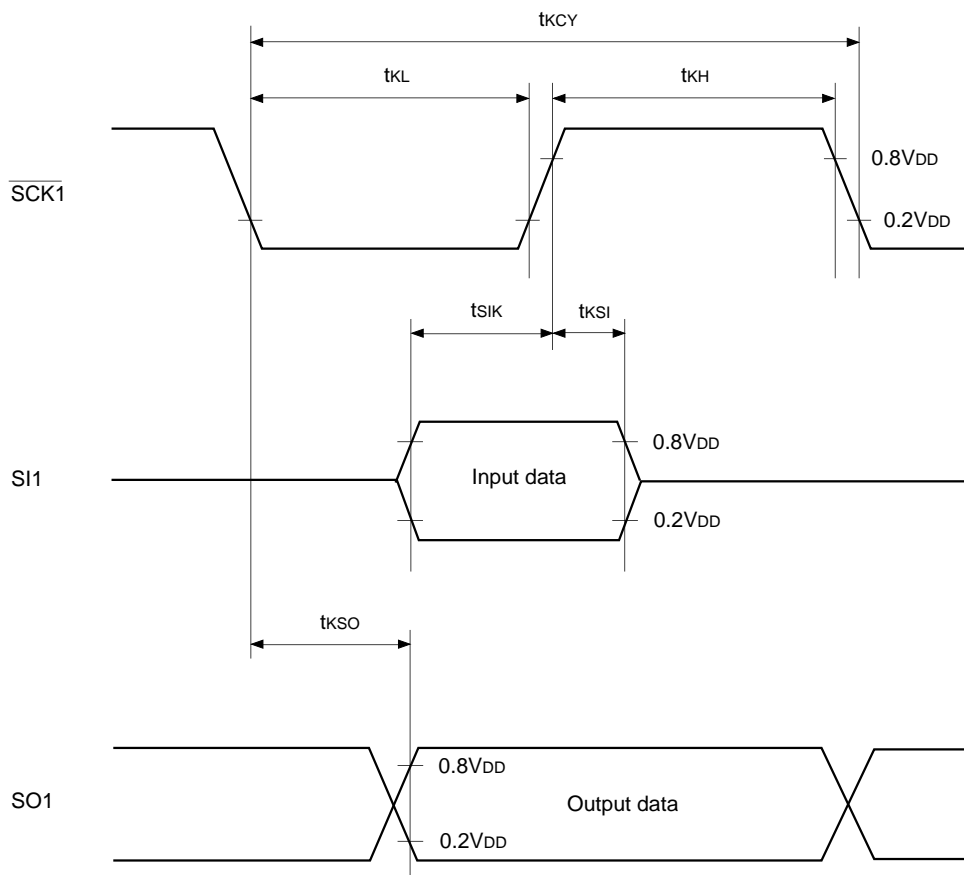 tKCY
tKL
tKH
SCK1
0.8VDD
0.2VDD
tSIK
tKSI
SI1
0.8VDD
Input data
0.2VDD
tKSO
SO1
0.8VDD
Output data
0.2VDD